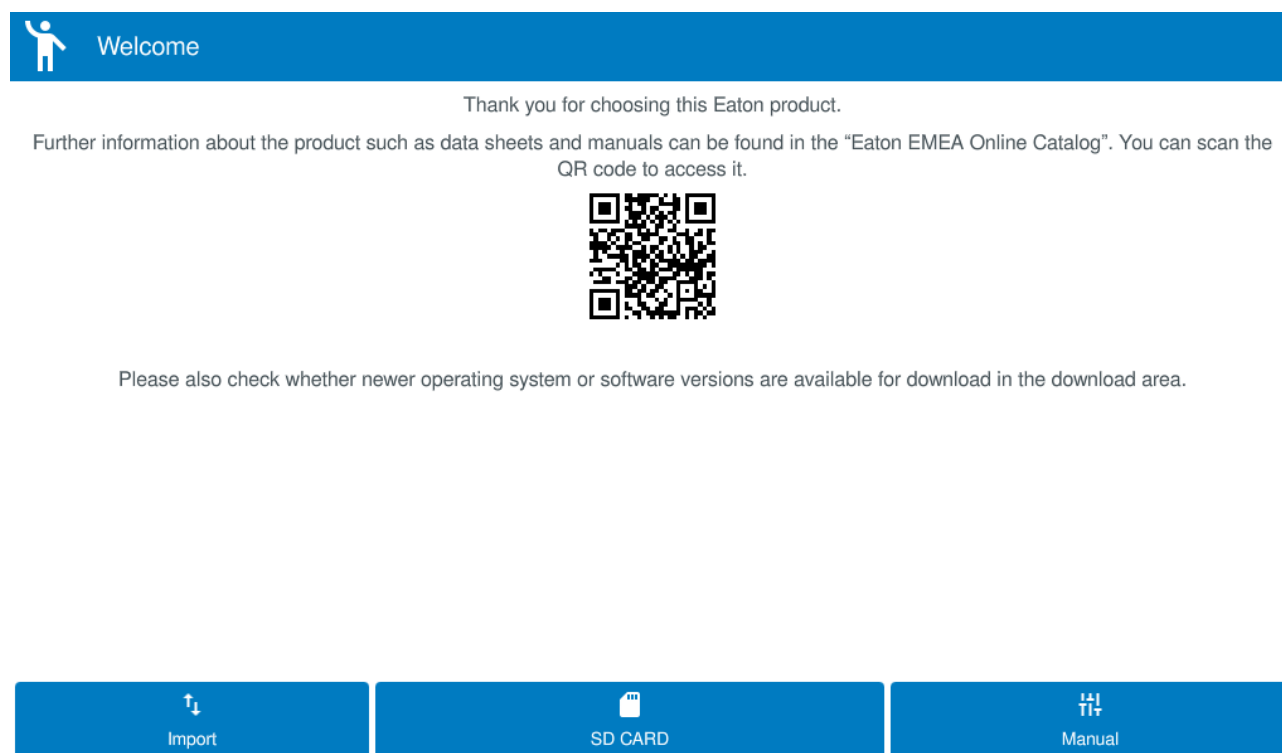 Welcome
Thank you for choosing this Eaton product.
Further information about the product such as data sheets and manuals can be found in the “Eaton EMEA Online Catalog”. You can scan the
QR code to access it.
Please also check whether newer operating system or software versions are available for download in the download area.
Import
SD CARD
Manual